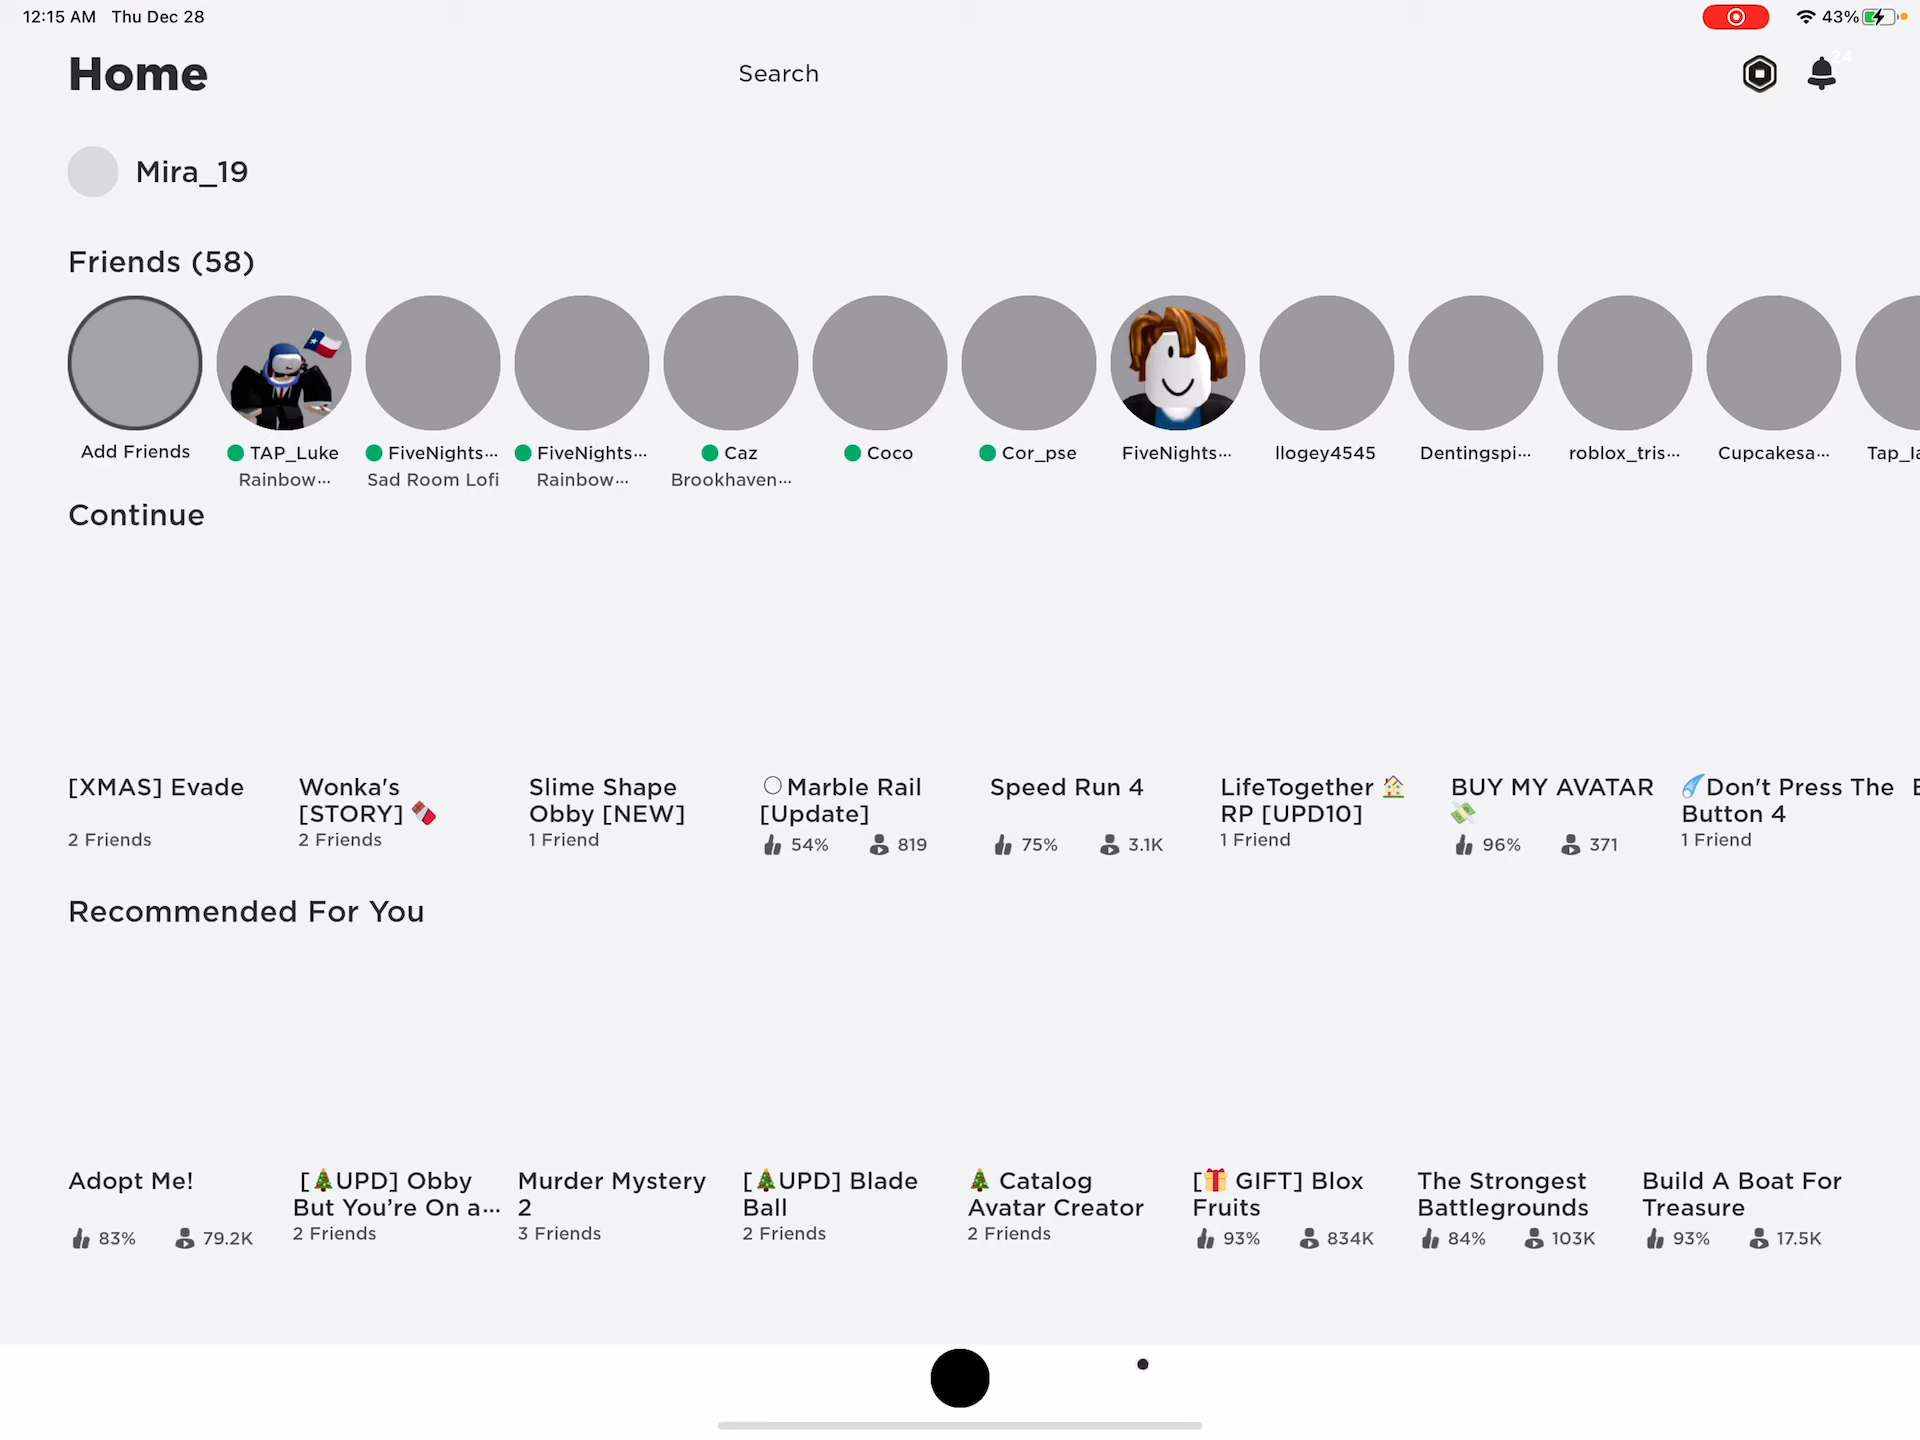 12:15 AM Thu Dec 28
43%
Home
Search
24
Mira_19
Friends (58)
Add Friends
TAP_Luke
FiveNights...
FiveNights...
Caz
Coco
Cor_pse
FiveNights...
llogey4545
Dentingspi...
roblox_tris...
Cupcakesa...
Rainbow...
Sad Room Lofi
Rainbow...
Brookhaven...
Continue
[XMAS] Evade
2 Friends
Wonka's
[STORY] 🍫
2 Friends
Slime Shape
Obby [NEW]
1 Friend
Marble Rail
[Update]
54% 819
Speed Run 4
75% 3.1K
LifeTogether 🏠
RP [UPD10]
1 Friend
BUY MY AVATAR
💸
96% 371
☄️Don't Press The
Button 4
1 Friend
Recommended For You
Adopt Me!
83% 79.2K
[🎄UPD] Obby
But You’re On a...
2 Friends
Murder Mystery
2
3 Friends
[🎄UPD] Blade
Ball
2 Friends
🎄 Catalog
Avatar Creator
2 Friends
[🎁 GIFT] Blox
Fruits
93% 834K
The Strongest
Battlegrounds
84% 103K
Build A Boat For
Treasure
93% 17.5K